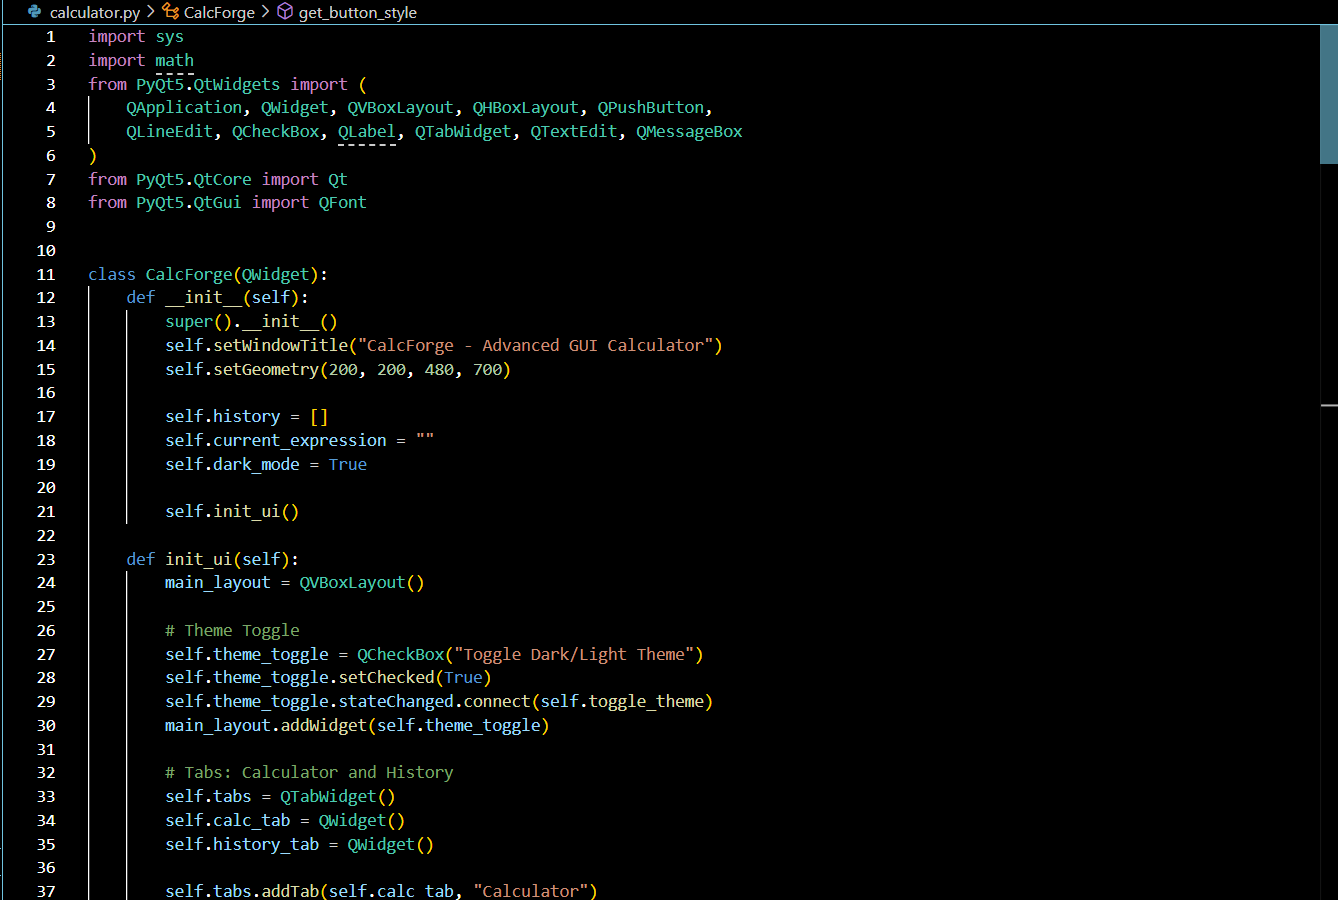 calculator.py > CalcForge > get_button_style
1 import sys
2 import math
3 from PyQt5.QtWidgets import (
4     QApplication, QWidget, QVBoxLayout, QHBoxLayout, QPushButton,
5     QLineEdit, QCheckBox, QLabel, QTabWidget, QTextEdit, QMessageBox
6 )
7 from PyQt5.QtCore import Qt
8 from PyQt5.QtGui import QFont
9
10
11 class CalcForge(QWidget):
12     def __init__(self):
13         super().__init__()
14         self.setWindowTitle("CalcForge - Advanced GUI Calculator")
15         self.setGeometry(200, 200, 480, 700)
16
17         self.history = []
18         self.current_expression = ""
19         self.dark_mode = True
20
21         self.init_ui()
22
23     def init_ui(self):
24         main_layout = QVBoxLayout()
25
26         # Theme Toggle
27         self.theme_toggle = QCheckBox("Toggle Dark/Light Theme")
28         self.theme_toggle.setChecked(True)
29         self.theme_toggle.stateChanged.connect(self.toggle_theme)
30         main_layout.addWidget(self.theme_toggle)
31
32         # Tabs: Calculator and History
33         self.tabs = QTabWidget()
34         self.calc_tab = QWidget()
35         self.history_tab = QWidget()
36
37         self.tabs.addTab(self.calc_tab, "Calculator")